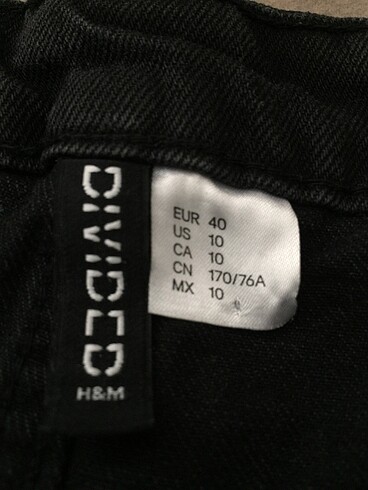 DIVIDED
H&M
EUR 40
US 10
CA 10
CN 170/76A
MX 10